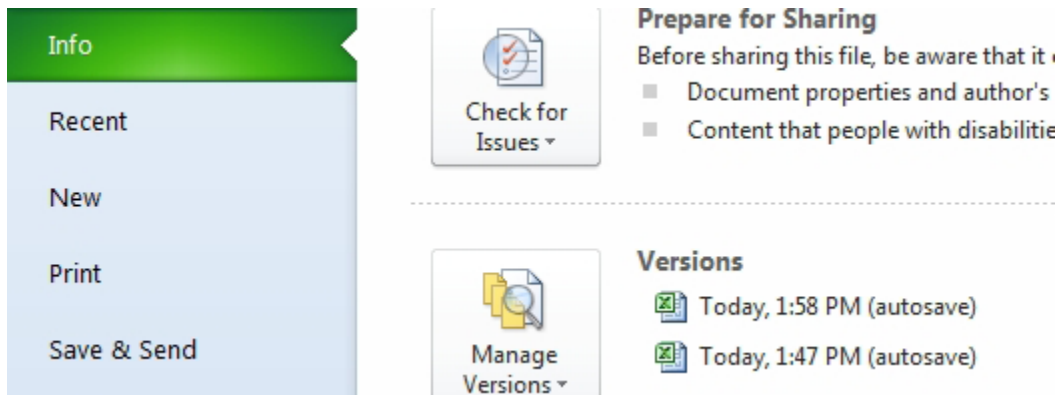 Info
Recent
New
Print
Save & Send
Check for
Issues
Prepare for Sharing
Before sharing this file, be aware that it
Document properties and author's
Content that people with disabilitie
Manage
Versions
Versions
Today, 1:58 PM (autosave)
Today, 1:47 PM (autosave)